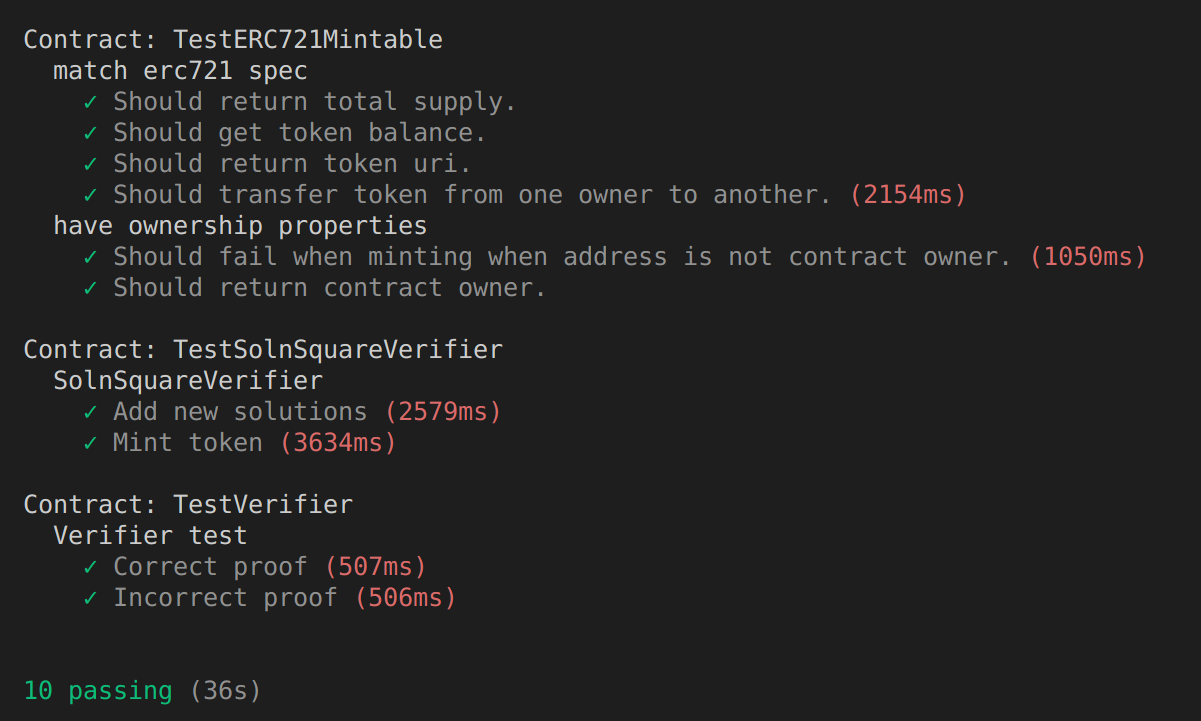 Contract: TestERC721Mintable
match erc721 spec
✓ Should return total supply.
✓ Should get token balance.
✓ Should return token uri.
✓ Should transfer token from one owner to another. (2154ms)
have ownership properties
✓ Should fail when minting when address is not contract owner. (1050ms)
✓ Should return contract owner.
Contract: TestSolnSquareVerifier
SolnSquareVerifier
✓ Add new solutions (2579ms)
✓ Mint token (3634ms)
Contract: TestVerifier
Verifier test
✓ Correct proof (507ms)
✓ Incorrect proof (506ms)
10 passing (36s)